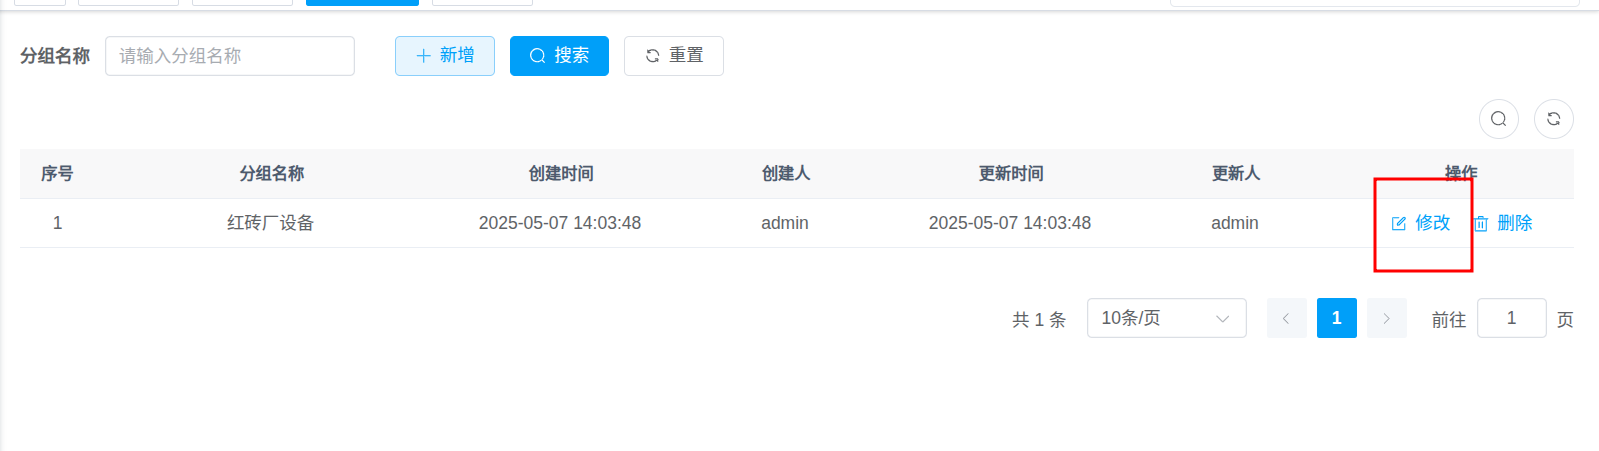 分组名称 请输入分组名称 新增 搜索 重置
序号 分组名称 创建时间 创建人 更新时间 更新人 操作
1 红砖厂设备 2025-05-07 14:03:48 admin 2025-05-07 14:03:48 admin 修改 删除
共 1 条 10条/页 1 前往 1 页